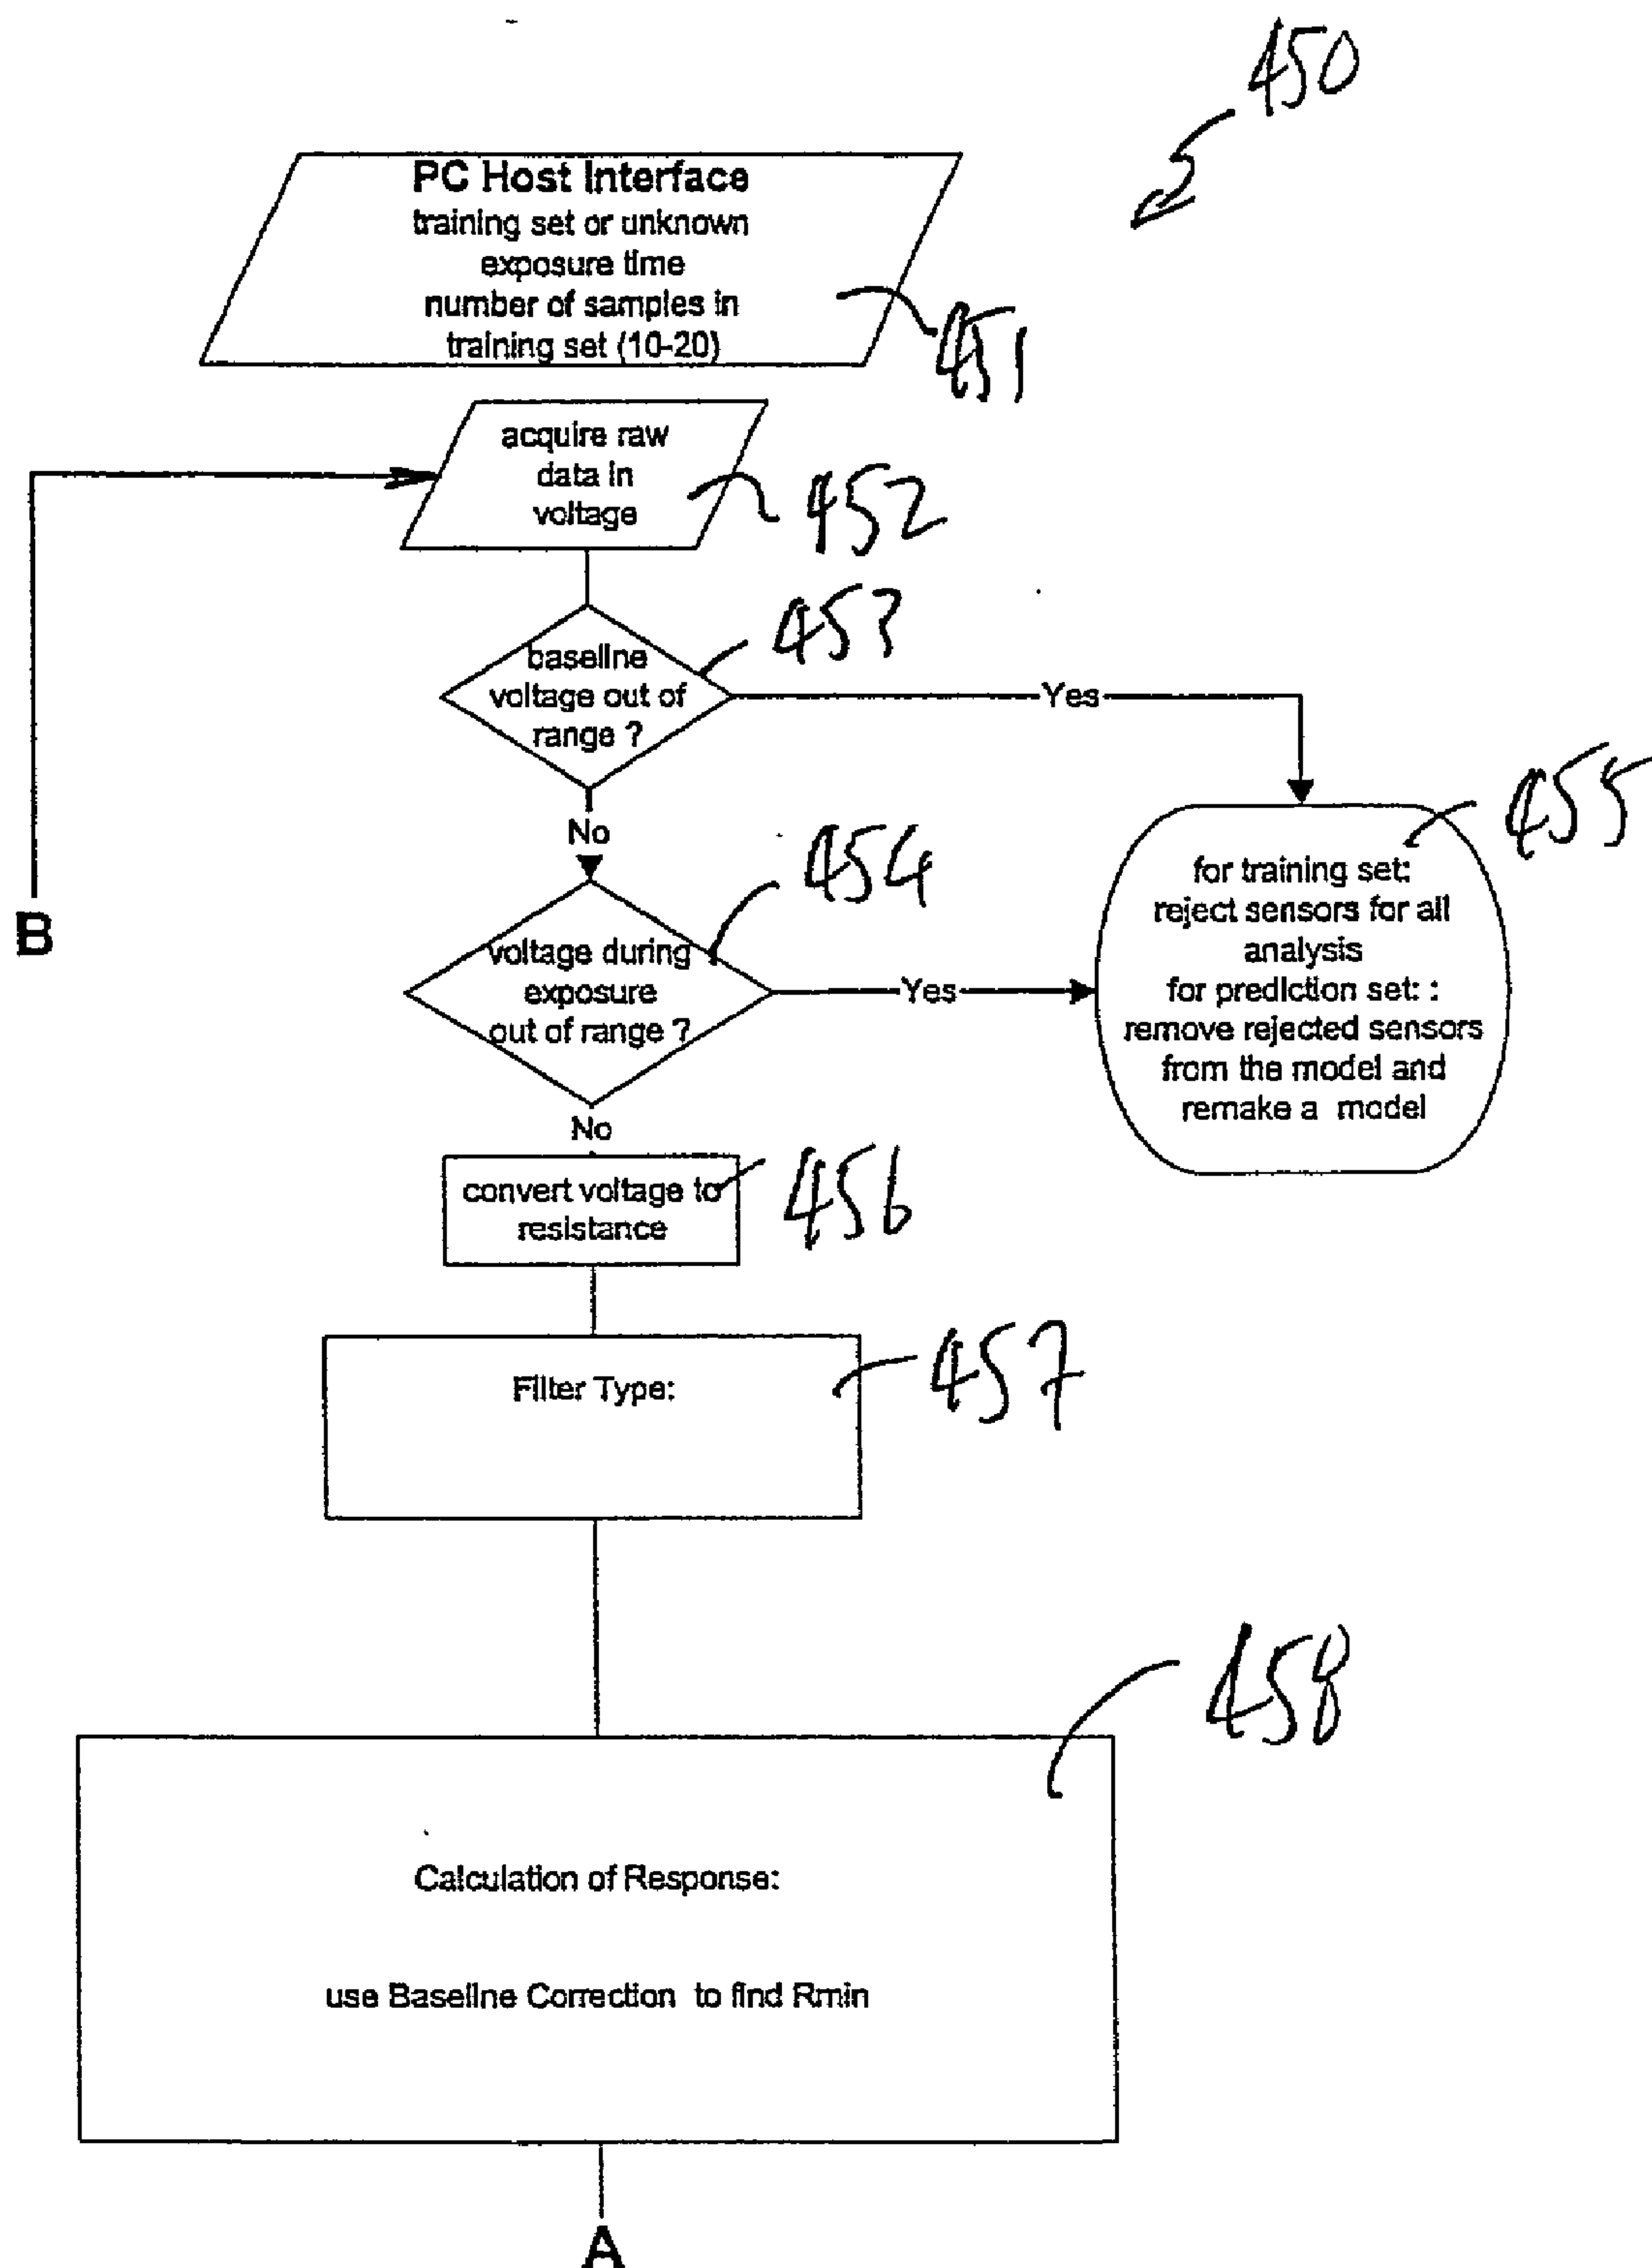 450
PC Host Interface
training set or unknown
exposure time
number of samples in
training set (10-20)
451
acquire raw
data in
voltage
452
453
baseline
voltage out of
range ?
Yes
No
455
454
for training set:
reject sensors for all
analysis
for prediction set: :
remove rejected sensors
from the model and
remake a model
B
voltage during
exposure
out of range ?
Yes
No
convert voltage to
resistance
456
Filter Type:
457
458
Calculation of Response:
use Baseline Correction to find Rmin
A